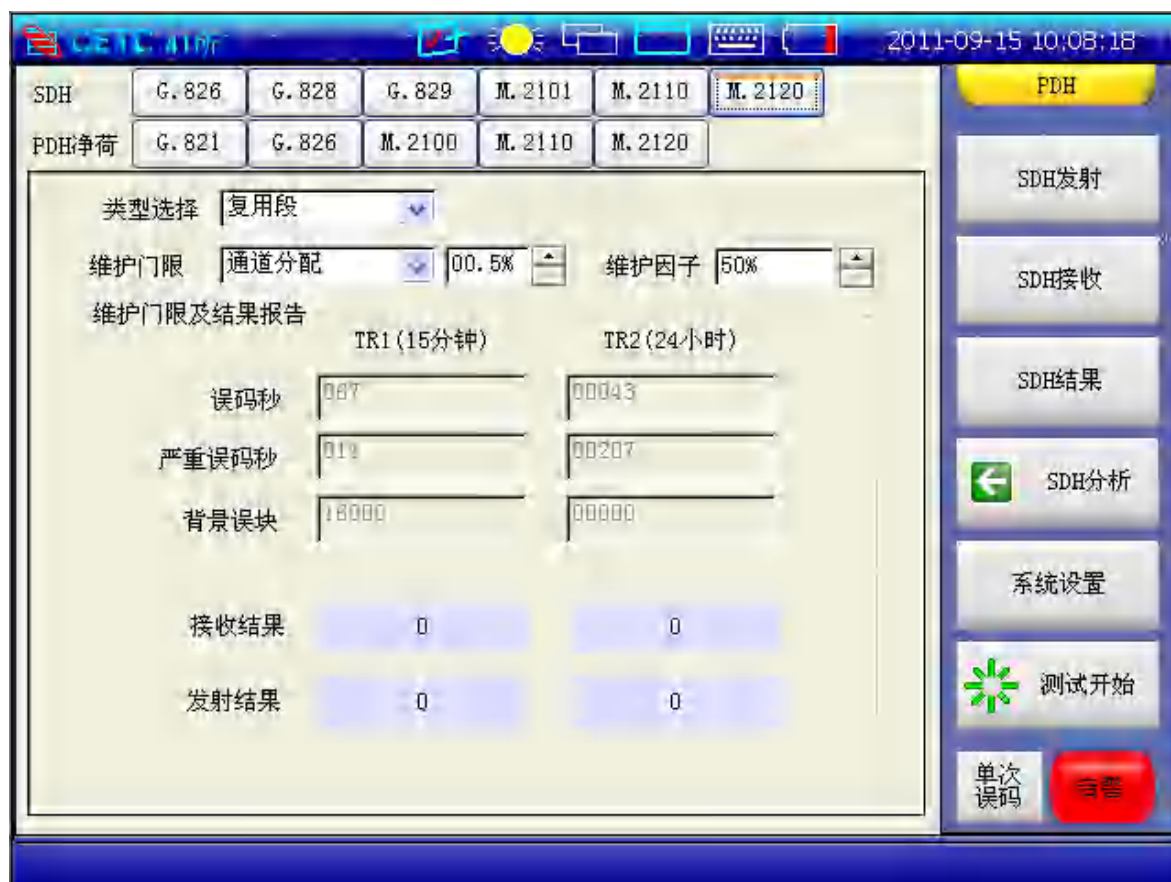 CETC 41所 2011-09-15 10:08:18
SDH G.826 G.828 G.829 M.2101 M.2110 M.2120
PDH净荷 G.821 G.826 M.2100 M.2110 M.2120
类型选择 复用段
维护门限 通道分配 00.5% 维护因子 50%
维护门限及结果报告
TR1(15分钟) TR2(24小时)
误码秒 067 00043
严重误码秒 00207
背景误块 16000 00000
接收结果 0 0
发射结果 0 0
PDH
SDH发射
SDH接收
SDH结果
SDH分析
系统设置
测试开始
单次
误码
告警